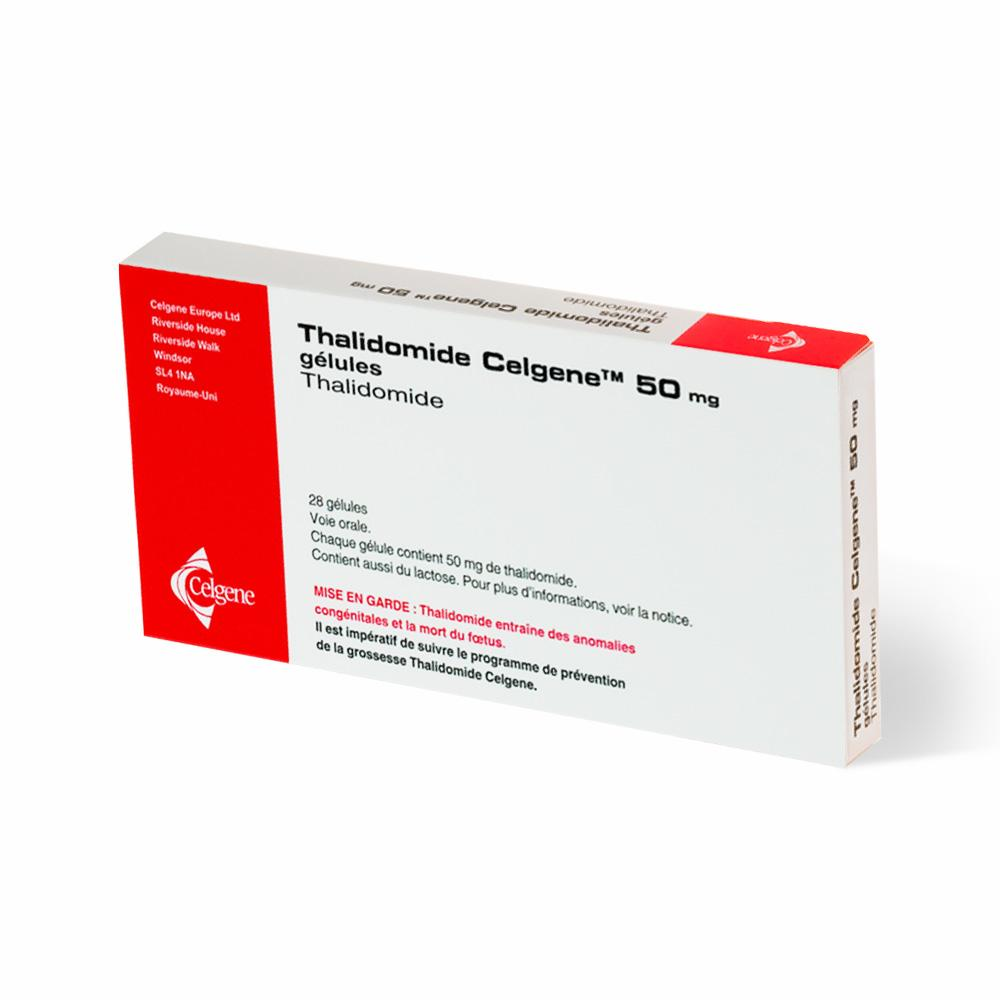 Thalidomide Celgene™ 50 mg
gélules
Thalidomide
Celgene
Celgene Europe Ltd
Riverside House
Riverside Walk
Windsor
SL4 1NA
Royaume-Uni
Celgene
Thalidomide Celgene™ 50 mg
gélules
Thalidomide
28 gélules
Voie orale.
Chaque gélule contient 50 mg de thalidomide.
Contient aussi du lactose. Pour plus d'informations, voir la notice.
MISE EN GARDE : Thalidomide entraîne des anomalies
congénitales et la mort du fœtus.
Il est impératif de suivre le programme de prévention
de la grossesse Thalidomide Celgene.
Thalidomide Celgene™ 50 mg
gélules
Thalidomide